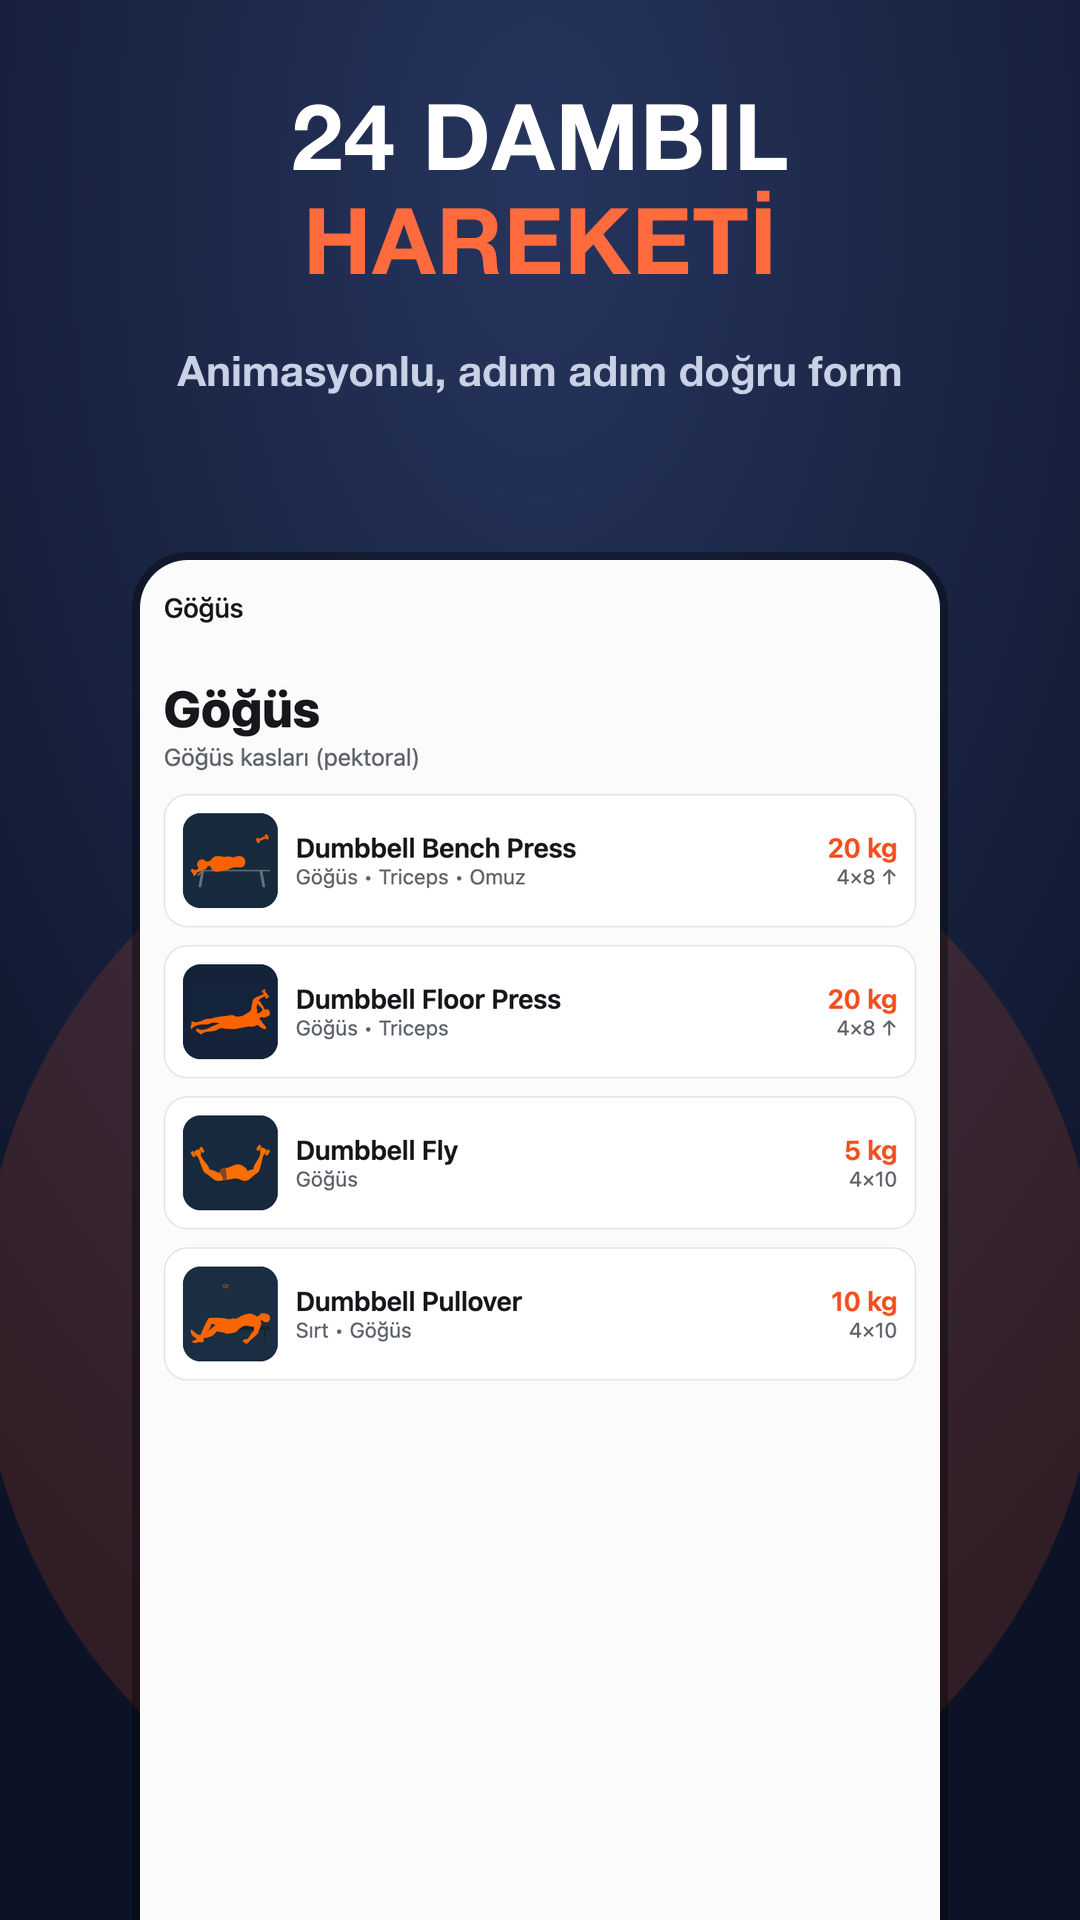 24 DAMBIL
HAREKETİ
Animasyonlu, adım adım doğru form
Göğüs
Göğüs
Göğüs kasları (pektoral)
Dumbbell Bench Press
20 kg
Göğüs • Triceps • Omuz
4×8 ↑
Dumbbell Floor Press
20 kg
Göğüs • Triceps
4×8 ↑
Dumbbell Fly
5 kg
Göğüs
4×10
Dumbbell Pullover
10 kg
Sırt • Göğüs
4×10